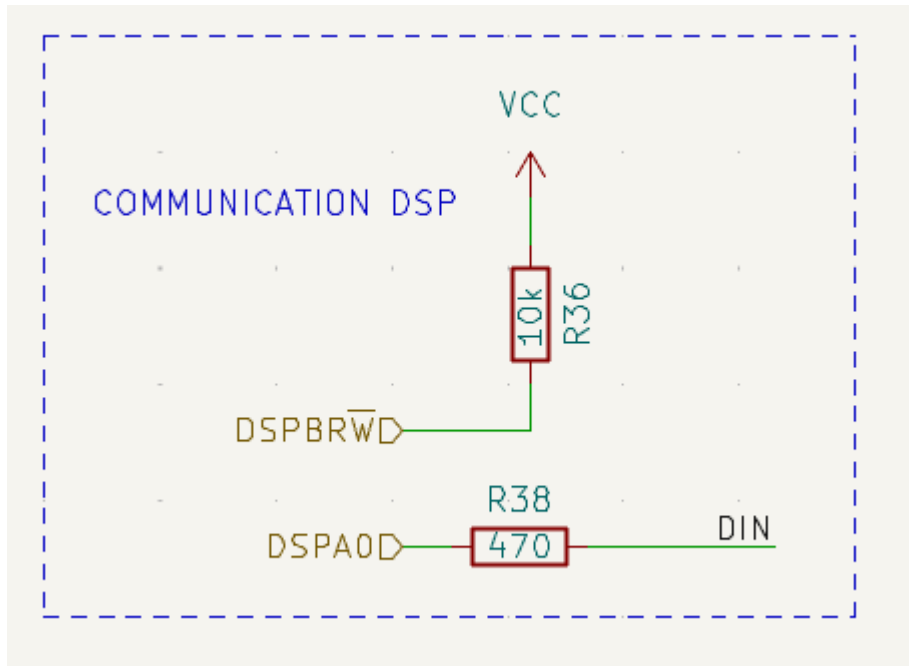 VCC
COMMUNICATION DSP
10k
R36
DSPBRW̅
R38
DSPA0
470
DIN